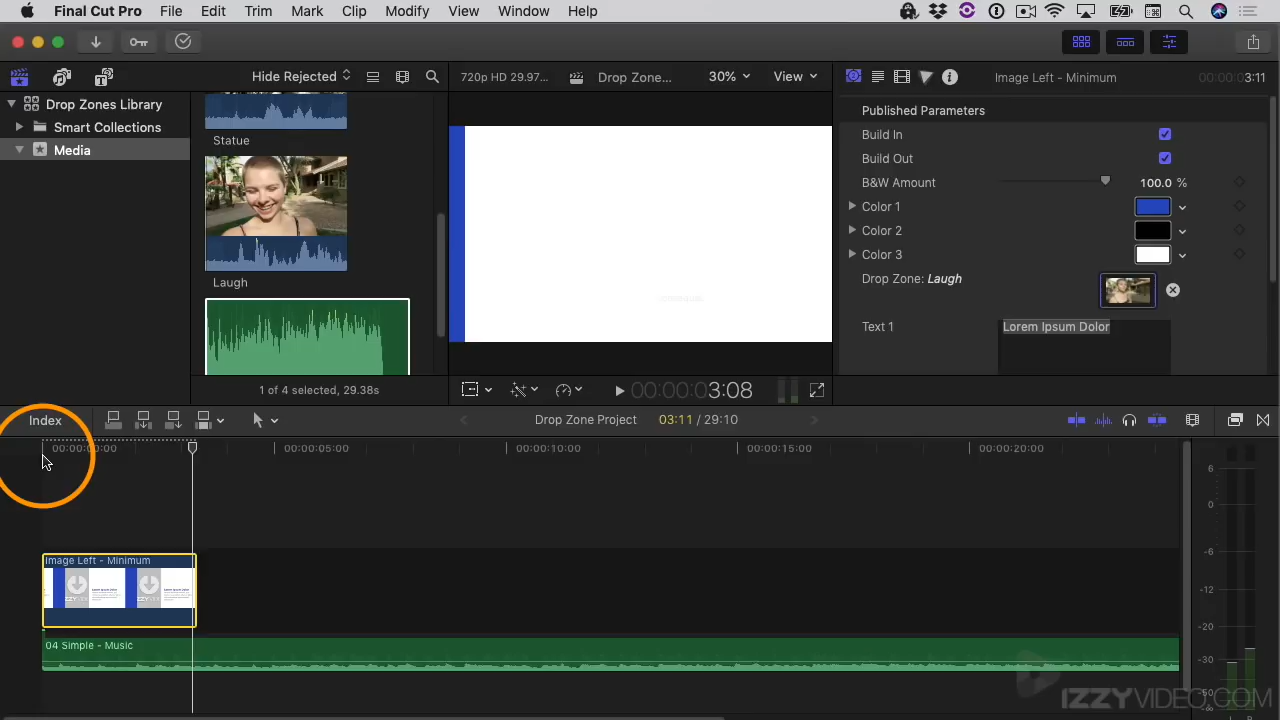 Final Cut Pro File Edit Trim Mark Clip Modify View Window Help
Hide Rejected
720p HD 29.97... Drop Zone... 30% View
Image Left - Minimum 00:00:03:11
Drop Zones Library
Smart Collections
Media
Statue
Laugh
1 of 4 selected, 29.38s
Published Parameters
Build In
Build Out
B&W Amount 100.0 %
Color 1
Color 2
Color 3
Drop Zone: Laugh
Text 1 Lorem Ipsum Dolor
00:00:03:08
Index Drop Zone Project 03:11 / 29:10
00:00:00:00 00:00:05:00 00:00:10:00 00:00:15:00 00:00:20:00
Image Left - Minimum
04 Simple - Music
6
0
-6
-12
-20
-30
-50
-∞
L R
IZZYVIDEO.COM